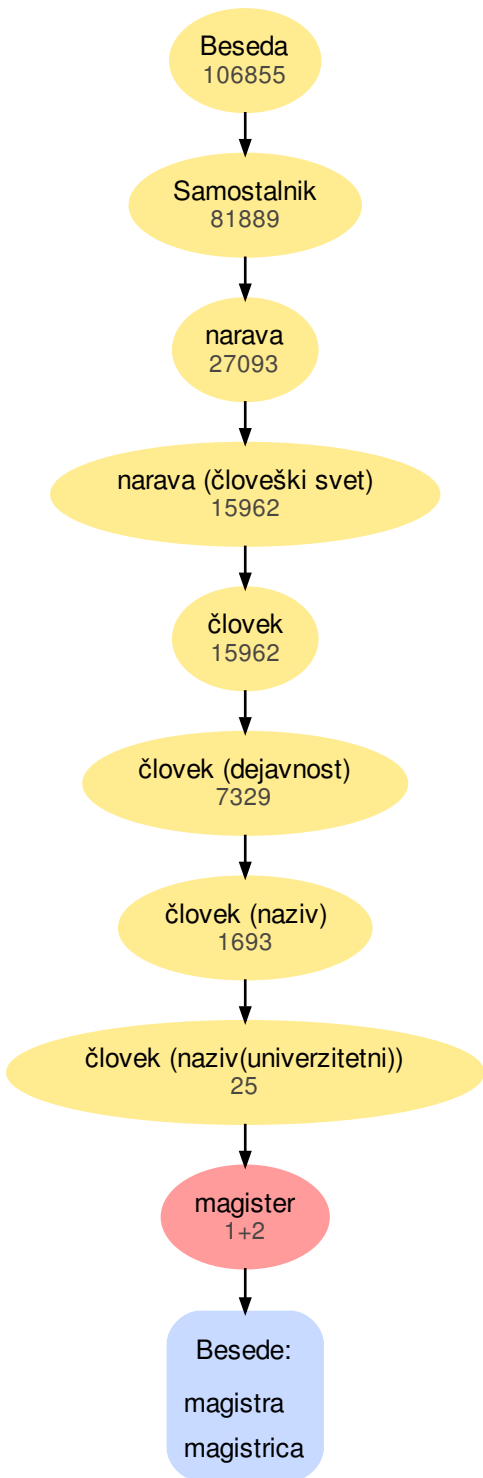 Beseda
106855
Samostalnik
81889
narava
27093
narava (človeški svet)
15962
človek
15962
človek (dejavnost)
7329
človek (naziv)
1693
človek (naziv(univerzitetni))
25
magister
1+2
Besede:
magistra
magistrica